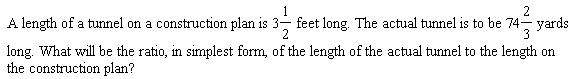 A length of a tunnel on a construction plan is 3 1/2 feet long. The actual tunnel is to be 74 2/3 yards
long. What will be the ratio, in simplest form, of the length of the actual tunnel to the length on
the construction plan?